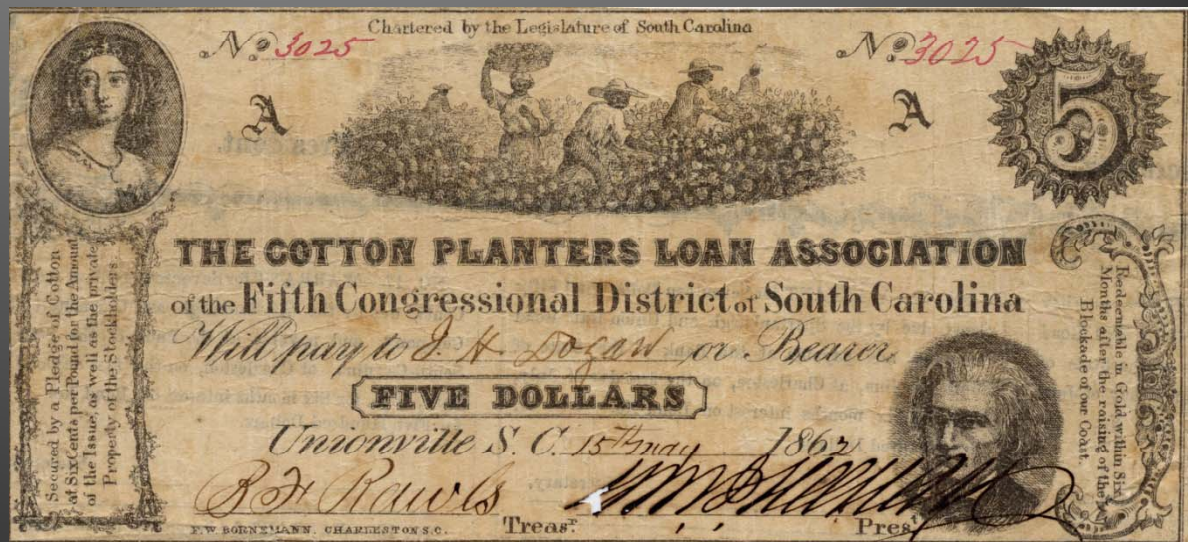 Chartered by the Legislature of South Carolina
No 3025
No 3025
A
A
5
THE COTTON PLANTERS LOAN ASSOCIATION
of the Fifth Congressional District of South Carolina
Will pay to J. H. Dogan or Bearer
FIVE DOLLARS
Unionville S. C. 15th may 1862
B F Rawls Treasr.
Prest.
F. W. BORNEMANN. CHARLESTON S.C.
Secured by a Pledge of Cotton
at Six Cents per Pound for the Amount
of the Issue, as well as the private
Property of the Stockholders.
Redeemable in Gold within Six
Months after the raising of the
Blockade of our Coast.